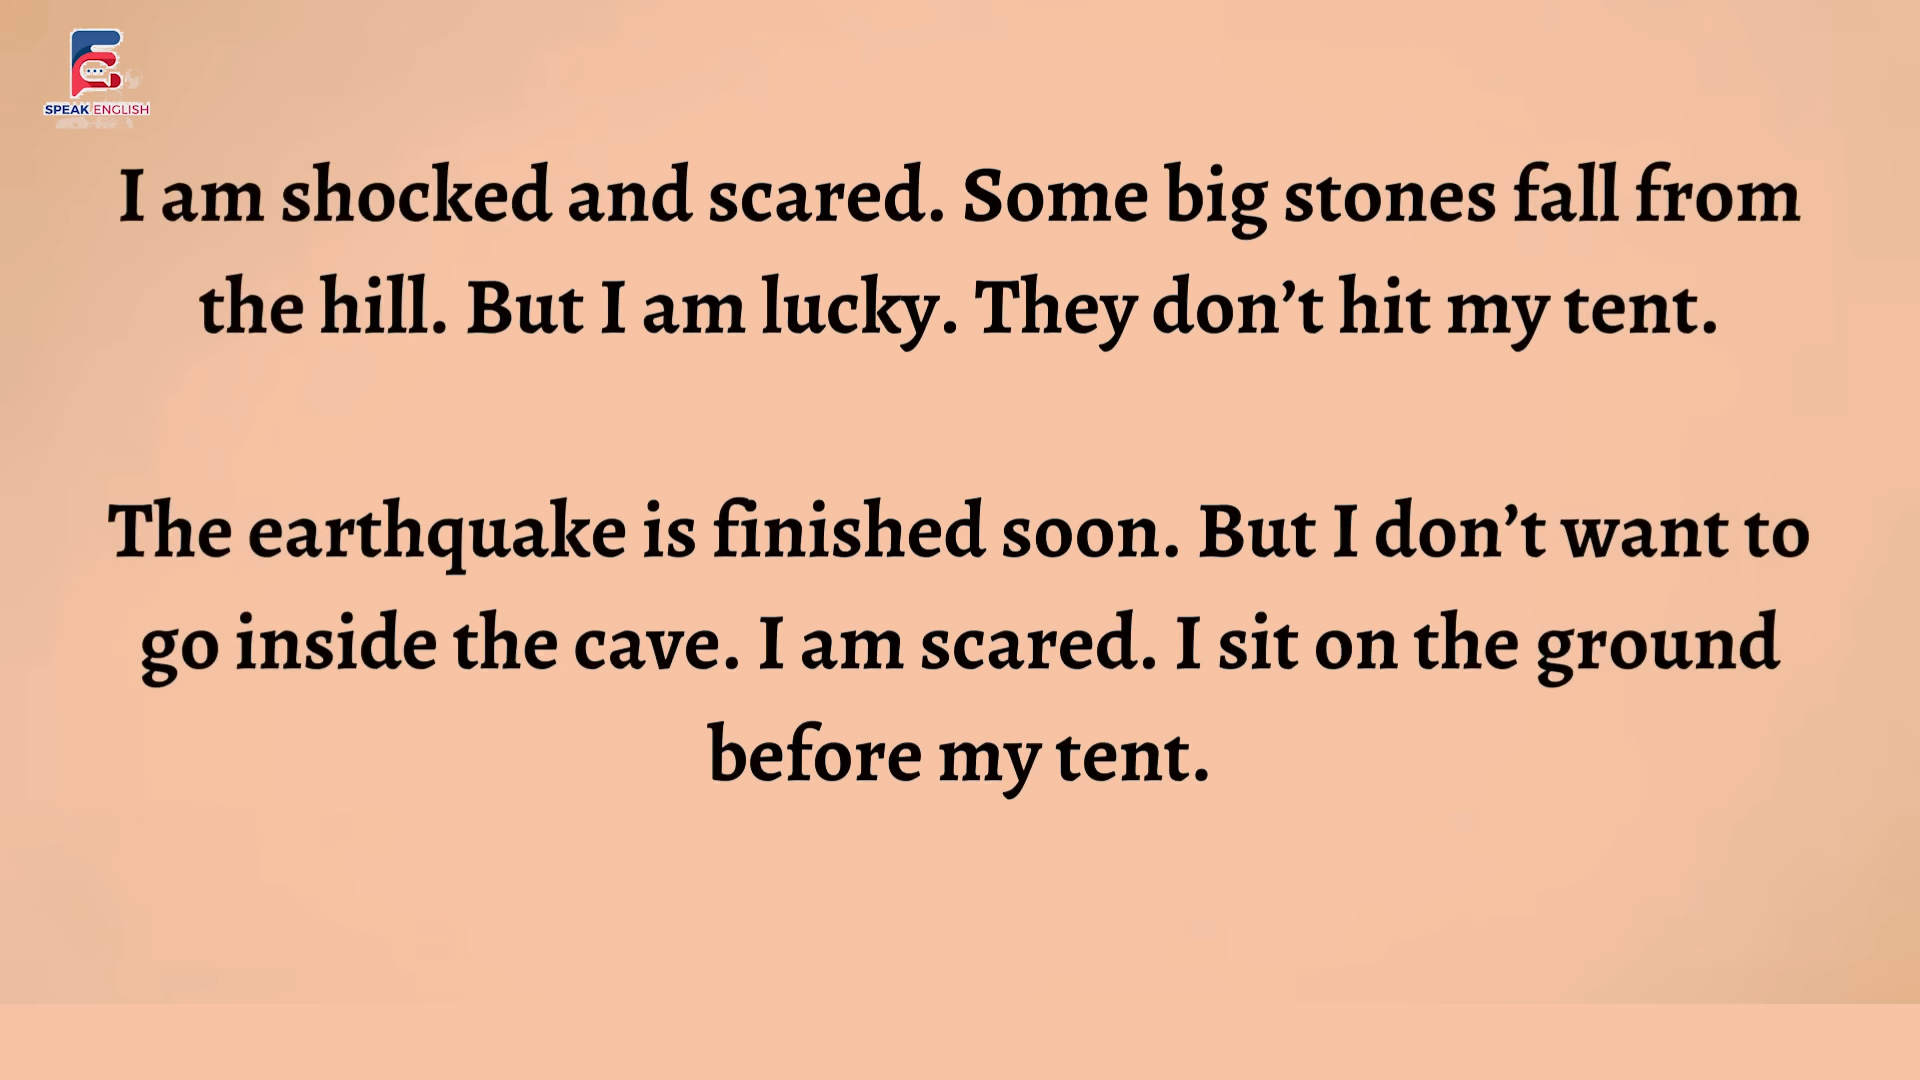 SPEAK ENGLISH
I am shocked and scared. Some big stones fall from
the hill. But I am lucky. They don’t hit my tent.
The earthquake is finished soon. But I don’t want to
go inside the cave. I am scared. I sit on the ground
before my tent.